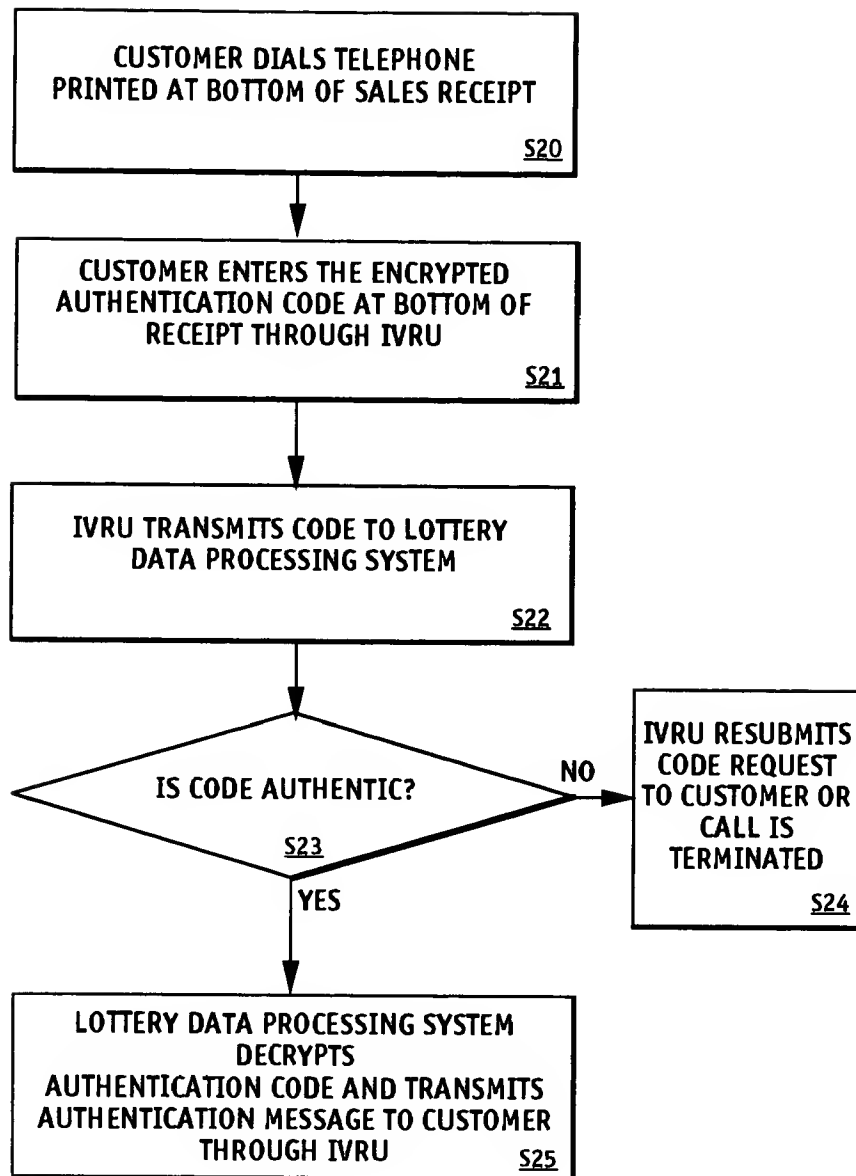 CUSTOMER DIALS TELEPHONE
PRINTED AT BOTTOM OF SALES RECEIPT
S20
CUSTOMER ENTERS THE ENCRYPTED
AUTHENTICATION CODE AT BOTTOM OF
RECEIPT THROUGH IVRU
S21
IVRU TRANSMITS CODE TO LOTTERY
DATA PROCESSING SYSTEM
S22
IS CODE AUTHENTIC?
S23
NO
IVRU RESUBMITS
CODE REQUEST
TO CUSTOMER OR
CALL IS
TERMINATED
S24
YES
LOTTERY DATA PROCESSING SYSTEM
DECRYPTS
AUTHENTICATION CODE AND TRANSMITS
AUTHENTICATION MESSAGE TO CUSTOMER
THROUGH IVRU
S25